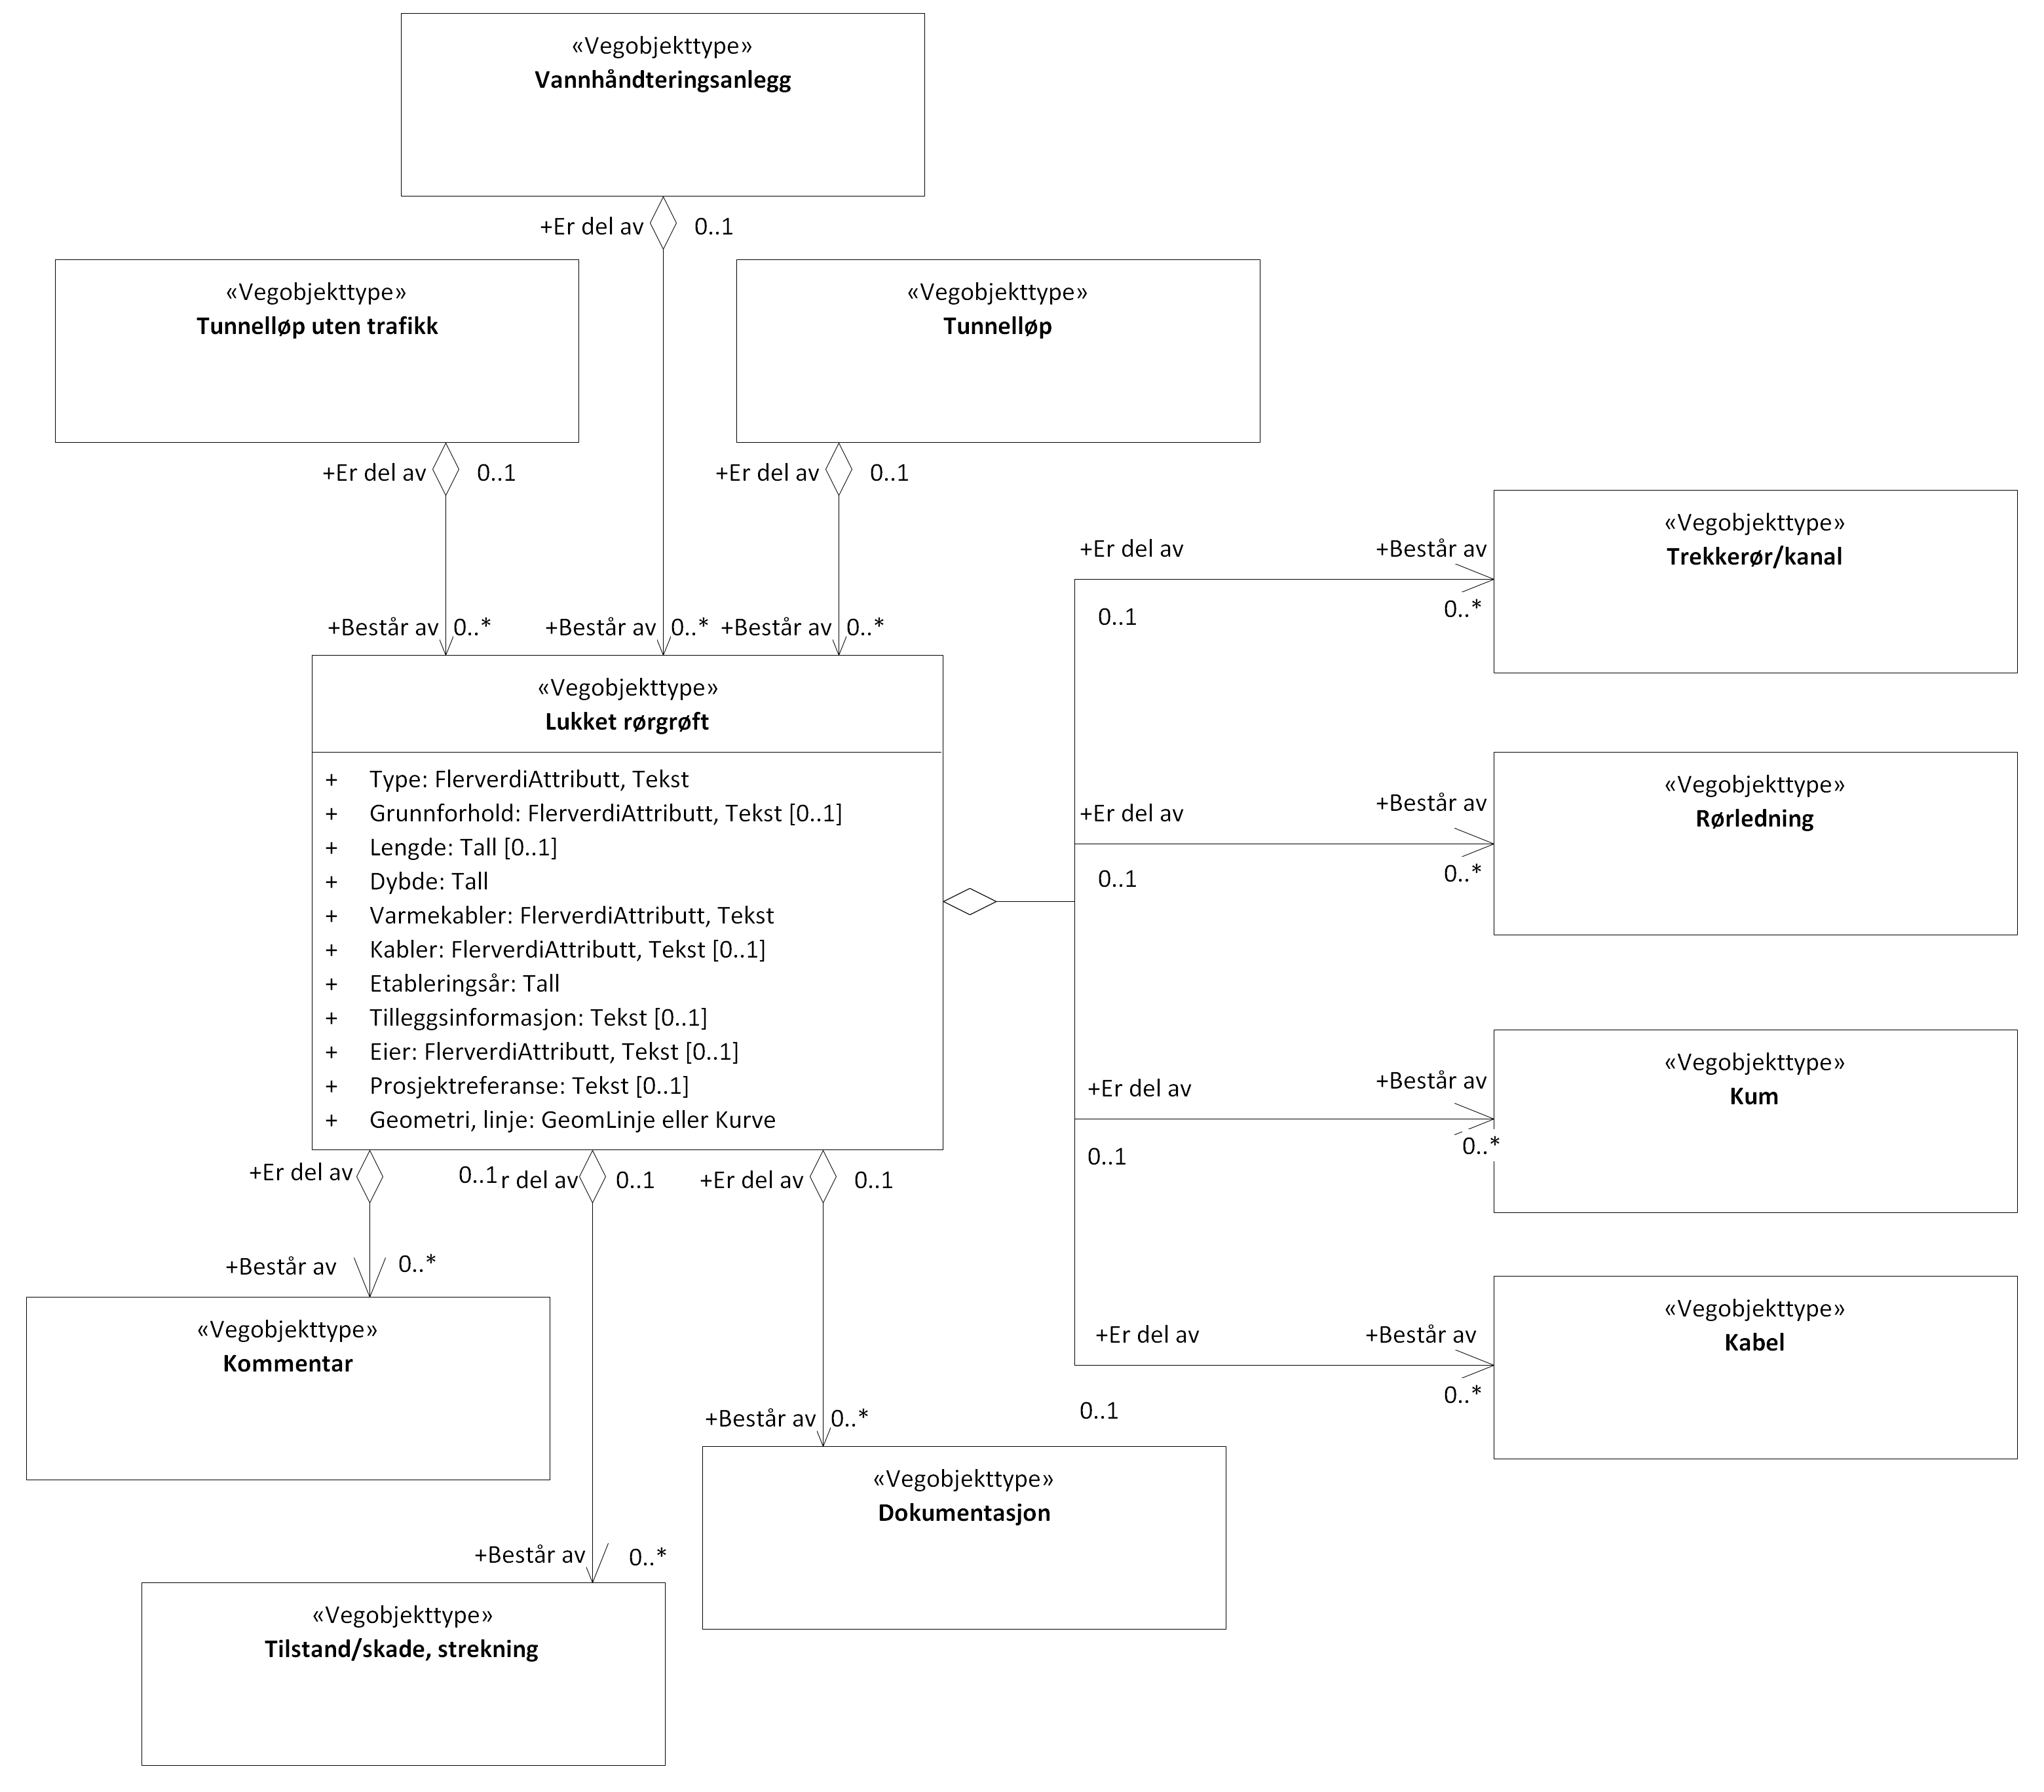 «Vegobjekttype»
Vannhåndteringsanlegg
+Er del av 0..1
«Vegobjekttype»
Tunnelløp uten trafikk
«Vegobjekttype»
Tunnelløp
+Er del av 0..1
+Er del av 0..1
+Består av 0..*
+Består av 0..*
+Består av 0..*
«Vegobjekttype»
Lukket rørgrøft
+ Type: FlerverdiAttributt, Tekst
+ Grunnforhold: FlerverdiAttributt, Tekst [0..1]
+ Lengde: Tall [0..1]
+ Dybde: Tall
+ Varmekabler: FlerverdiAttributt, Tekst
+ Kabler: FlerverdiAttributt, Tekst [0..1]
+ Etableringsår: Tall
+ Tilleggsinformasjon: Tekst [0..1]
+ Eier: FlerverdiAttributt, Tekst [0..1]
+ Prosjektreferanse: Tekst [0..1]
+ Geometri, linje: GeomLinje eller Kurve
+Er del av +Består av
0..1 0..*
«Vegobjekttype»
Trekkerør/kanal
+Er del av +Består av
0..1 0..*
«Vegobjekttype»
Rørledning
+Er del av +Består av
0..1 0..*
«Vegobjekttype»
Kum
+Er del av +Består av
0..1 0..*
«Vegobjekttype»
Kabel
+Er del av 0..1
r del av 0..1
+Er del av 0..1
+Består av 0..*
«Vegobjekttype»
Kommentar
+Består av 0..*
«Vegobjekttype»
Dokumentasjon
+Består av 0..*
«Vegobjekttype»
Tilstand/skade, strekning